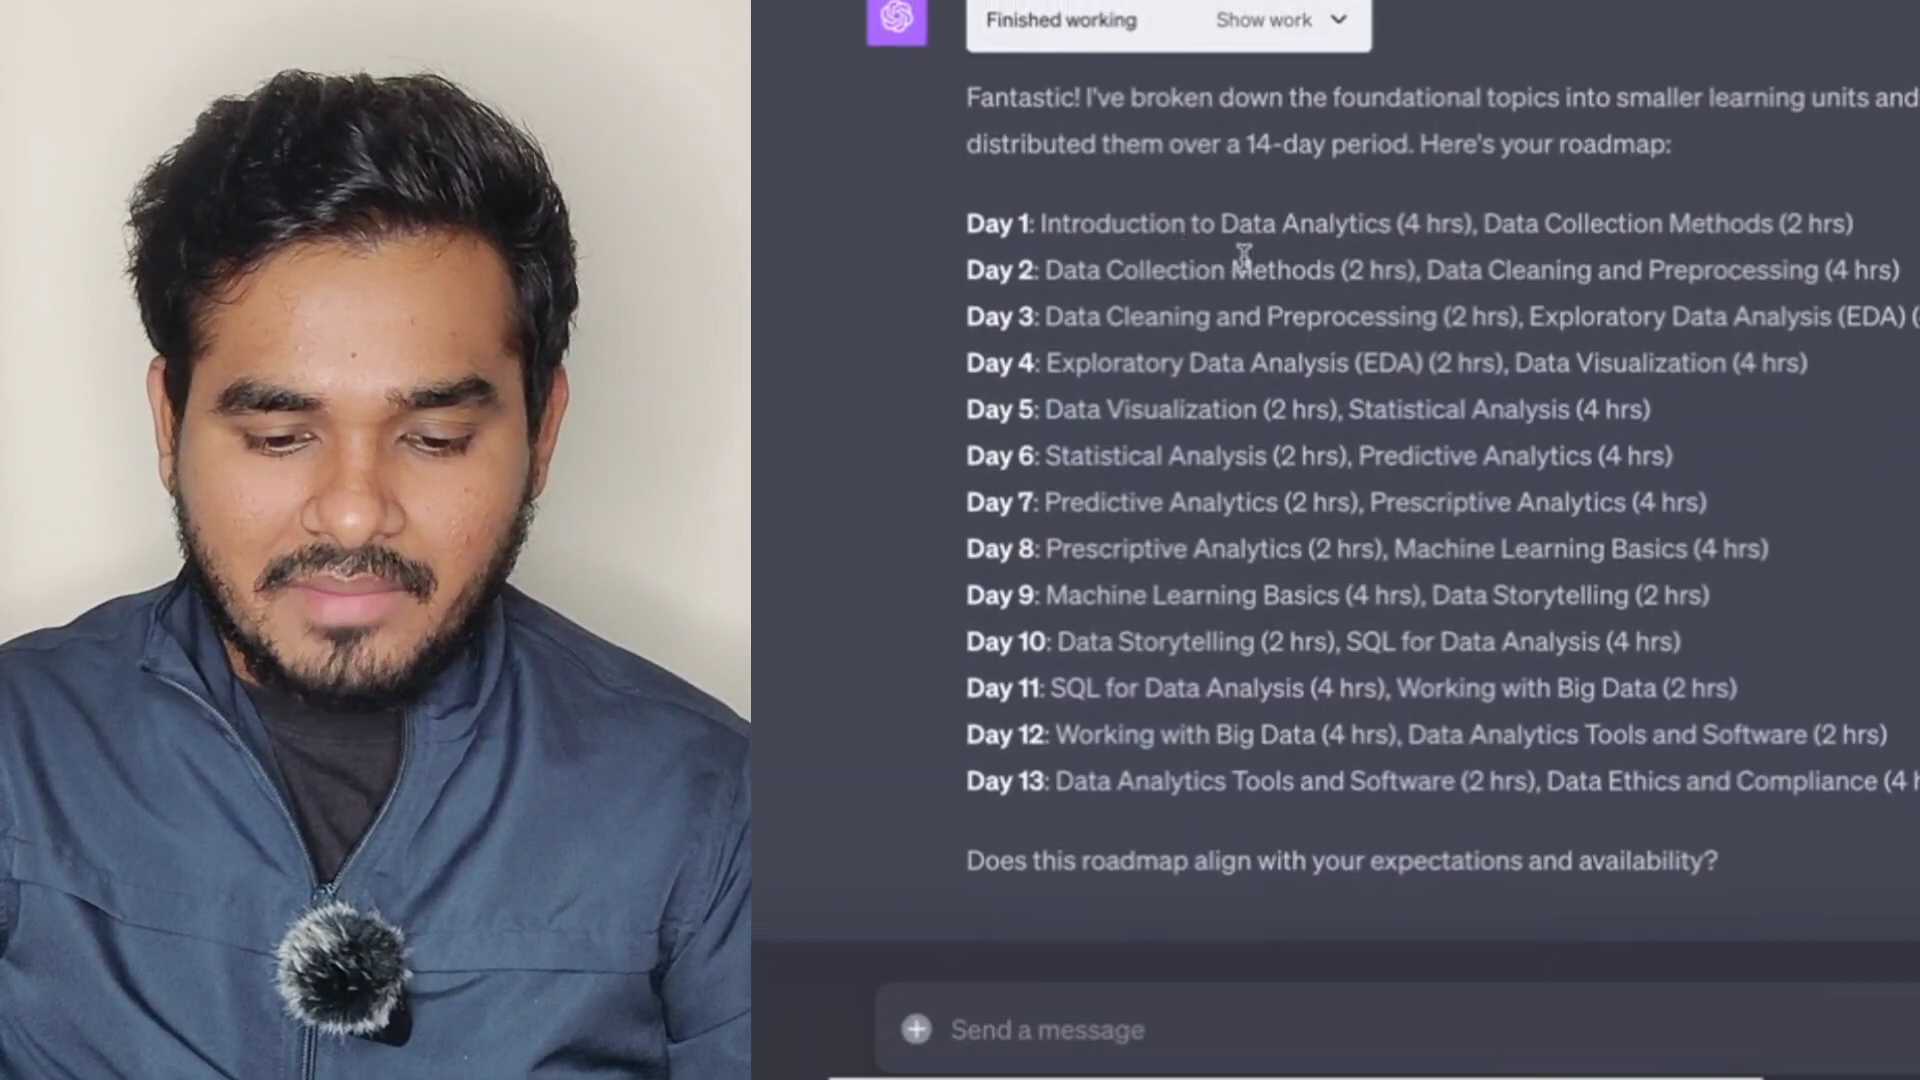 Finished working Show work
Fantastic! I've broken down the foundational topics into smaller learning units and
distributed them over a 14-day period. Here's your roadmap:
Day 1: Introduction to Data Analytics (4 hrs), Data Collection Methods (2 hrs)
Day 2: Data Collection Methods (2 hrs), Data Cleaning and Preprocessing (4 hrs)
Day 3: Data Cleaning and Preprocessing (2 hrs), Exploratory Data Analysis (EDA) (
Day 4: Exploratory Data Analysis (EDA) (2 hrs), Data Visualization (4 hrs)
Day 5: Data Visualization (2 hrs), Statistical Analysis (4 hrs)
Day 6: Statistical Analysis (2 hrs), Predictive Analytics (4 hrs)
Day 7: Predictive Analytics (2 hrs), Prescriptive Analytics (4 hrs)
Day 8: Prescriptive Analytics (2 hrs), Machine Learning Basics (4 hrs)
Day 9: Machine Learning Basics (4 hrs), Data Storytelling (2 hrs)
Day 10: Data Storytelling (2 hrs), SQL for Data Analysis (4 hrs)
Day 11: SQL for Data Analysis (4 hrs), Working with Big Data (2 hrs)
Day 12: Working with Big Data (4 hrs), Data Analytics Tools and Software (2 hrs)
Day 13: Data Analytics Tools and Software (2 hrs), Data Ethics and Compliance (4 h
Does this roadmap align with your expectations and availability?
Send a message